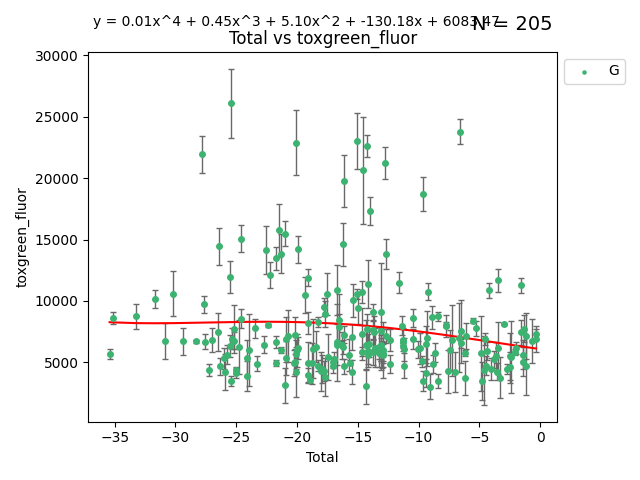 y = 0.01x^4 + 0.45x^3 + 5.10x^2 + -130.18x + 6083.47
N = 205
Total vs toxgreen_fluor
G
30000
25000
20000
15000
10000
5000
toxgreen_fluor
−35 −30 −25 −20 −15 −10 −5 0
Total